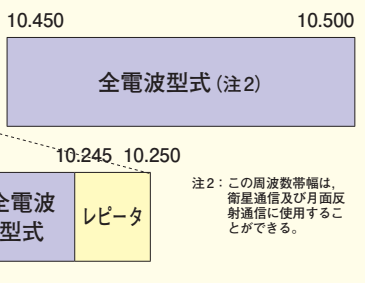 10.450 10.500
全電波型式(注2)
10.245 10.250
全電波
型式
レピータ
注2:この周波数帯幅は,
衛星通信及び月面反
射通信に使用するこ
とができる。